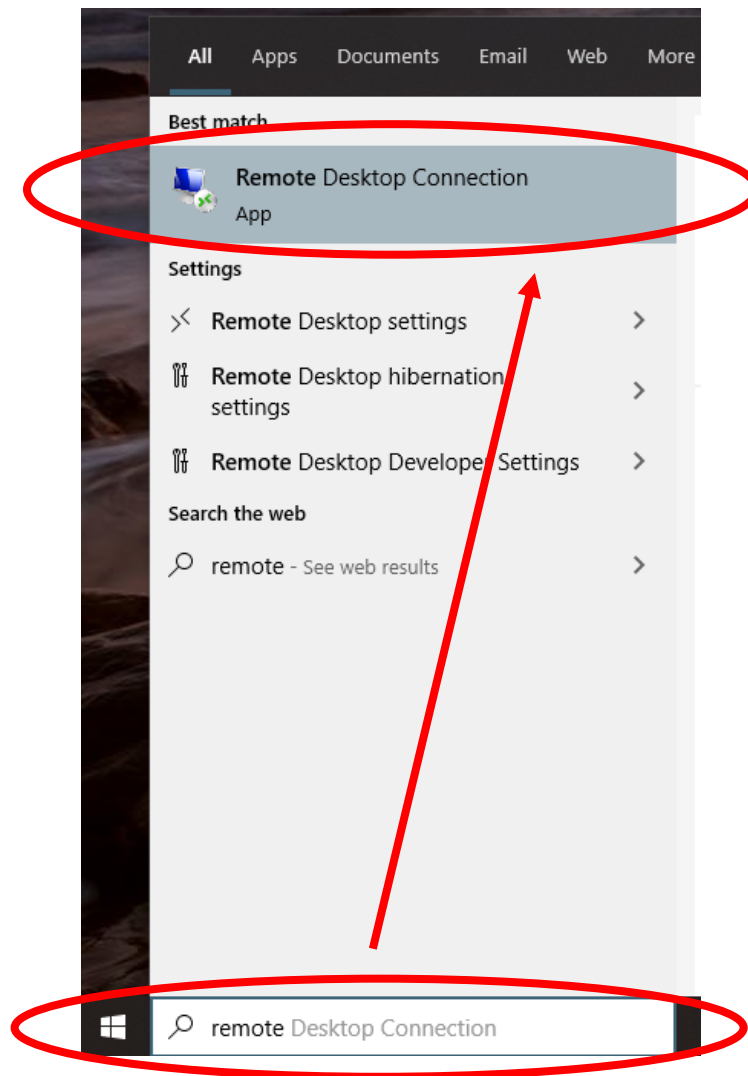 All Apps Documents Email Web More
Best match
Remote Desktop Connection
App
Settings
Remote Desktop settings
Remote Desktop hibernation
settings
Remote Desktop Developer Settings
Search the web
remote - See web results
remote Desktop Connection